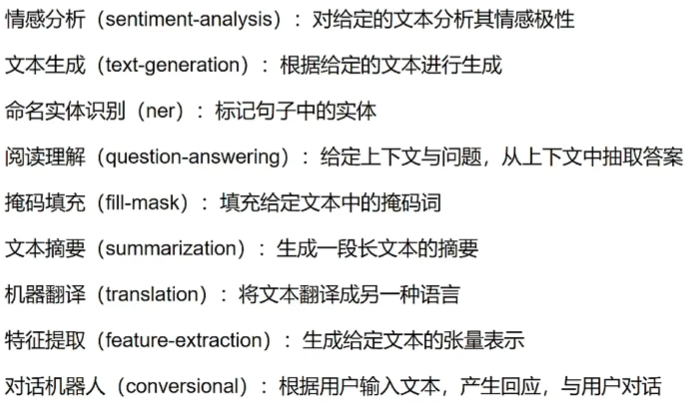 情感分析（sentiment-analysis）：对给定的文本分析其情感极性
文本生成（text-generation）：根据给定的文本进行生成
命名实体识别（ner）：标记句子中的实体
阅读理解（question-answering）：给定上下文与问题，从上下文中抽取答案
掩码填充（fill-mask）：填充给定文本中的掩码词
文本摘要（summarization）：生成一段长文本的摘要
机器翻译（translation）：将文本翻译成另一种语言
特征提取（feature-extraction）：生成给定文本的张量表示
对话机器人（conversional）：根据用户输入文本，产生回应，与用户对话